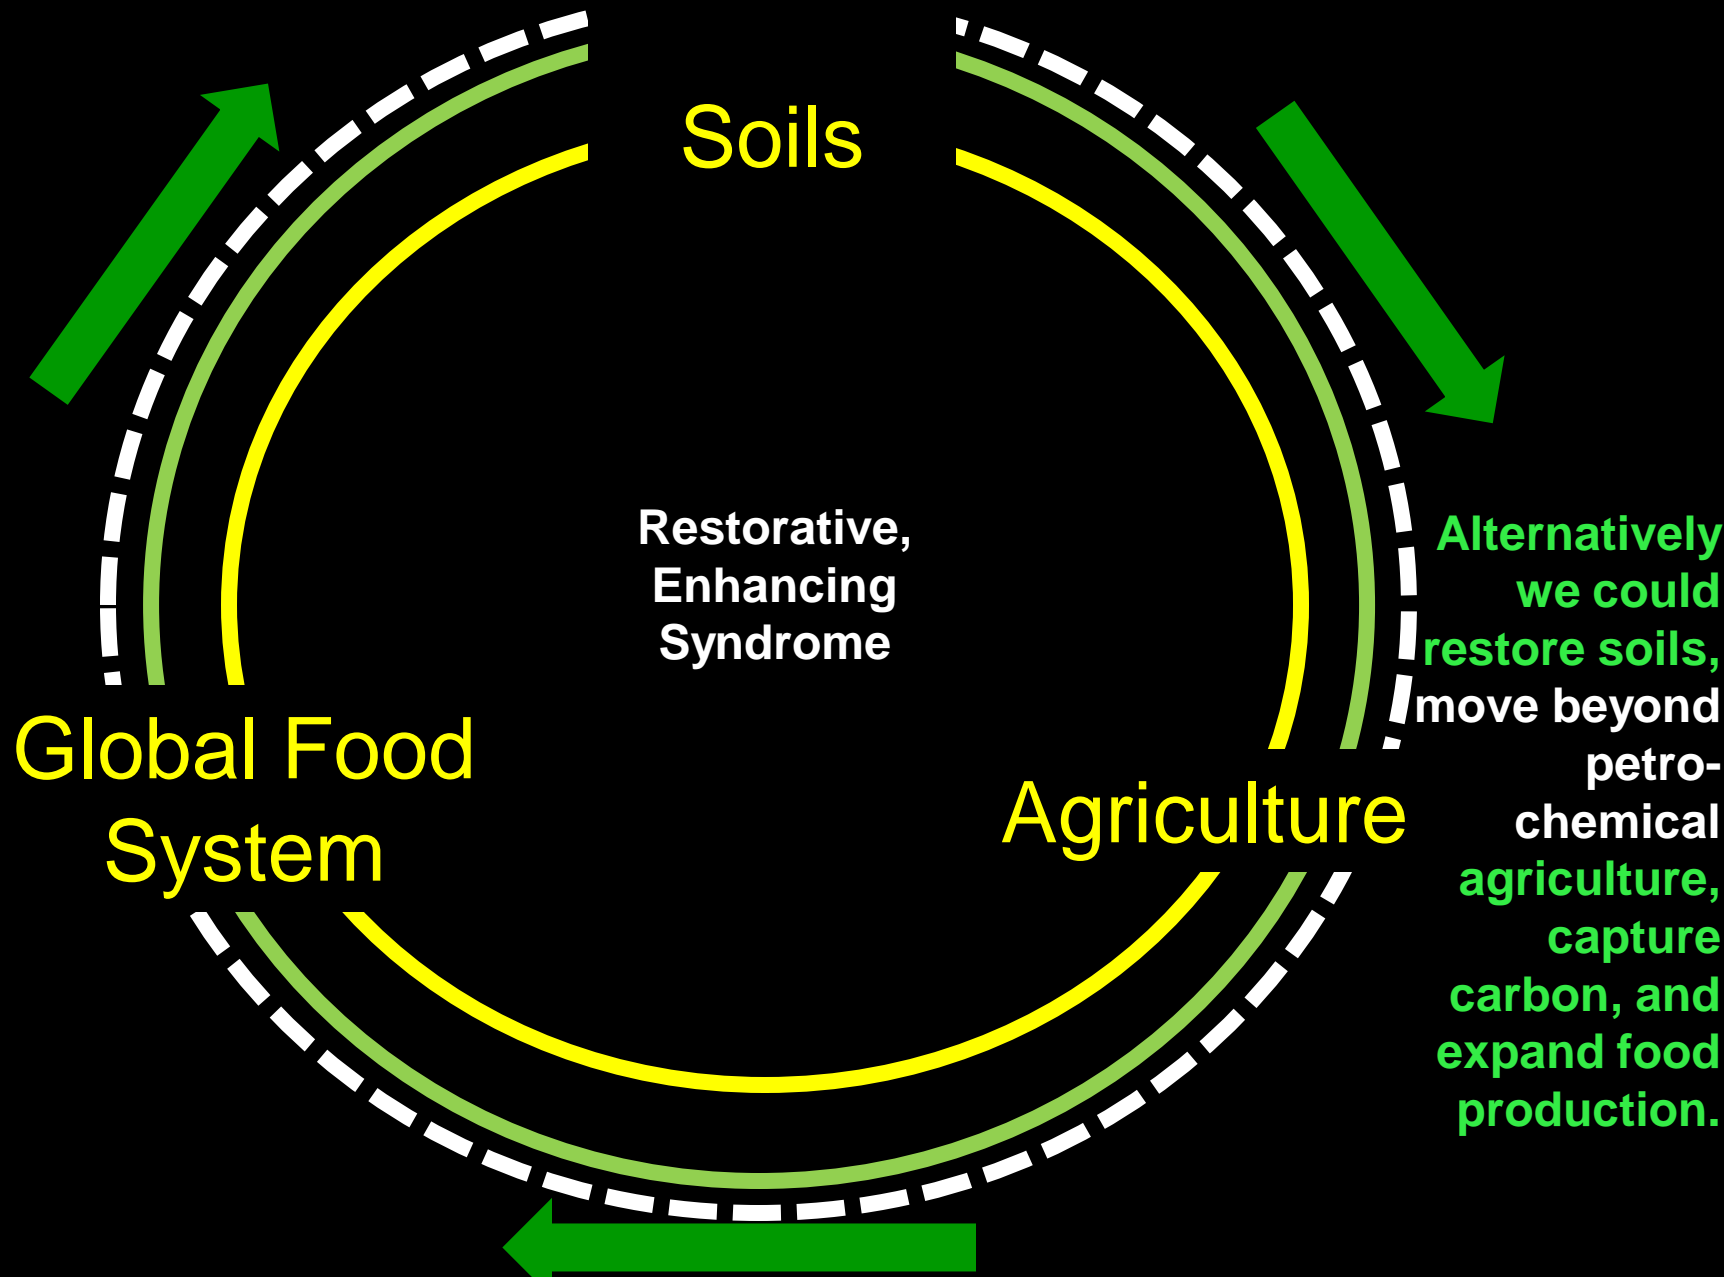 Soils
Restorative,
Enhancing
Syndrome
Global Food
System
Agriculture
Alternatively
we could
restore soils,
move beyond
petro-
chemical
agriculture,
capture
carbon, and
expand food
production.